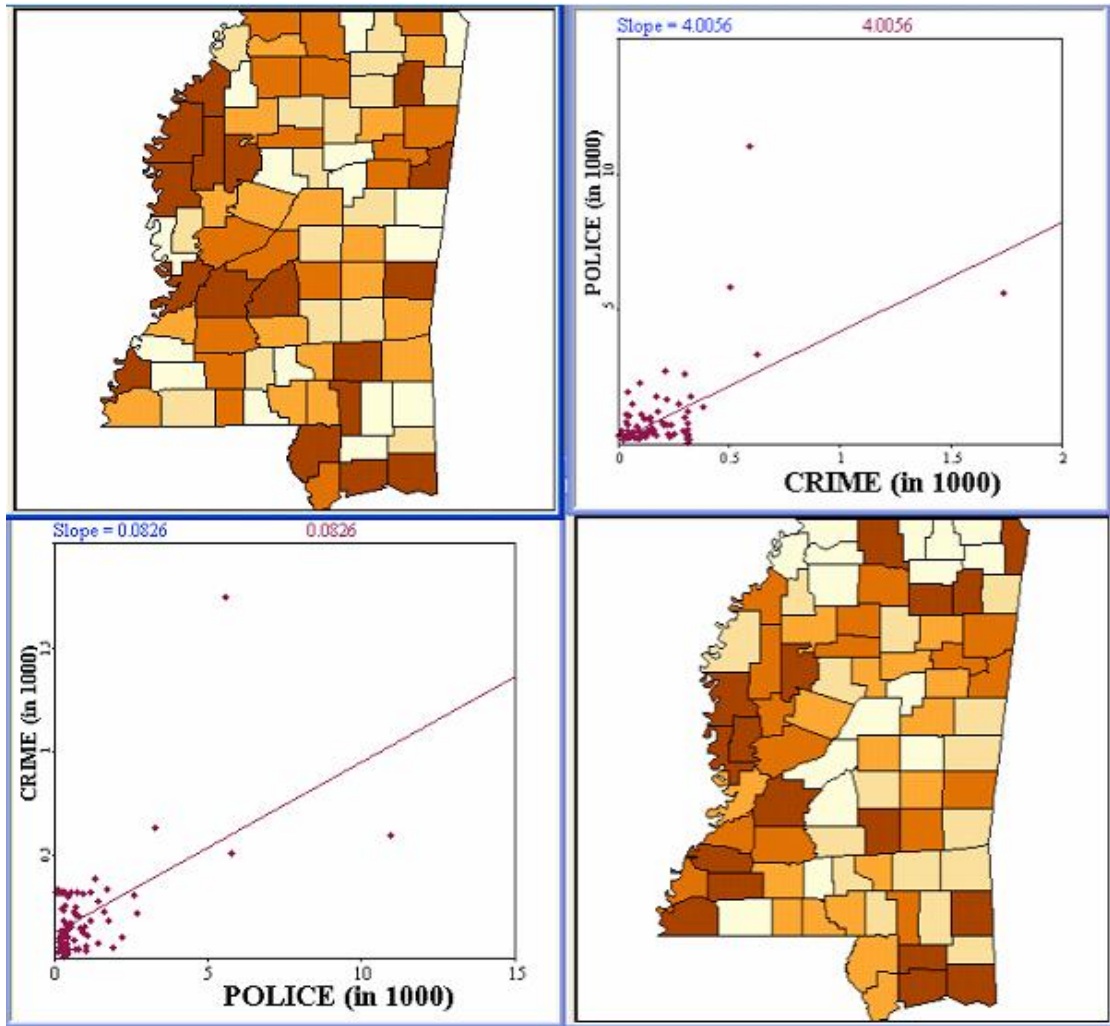 Slope = 4.0056 4.0056
POLICE (in 1000)
10
5
0 0.5 1 1.5 2
CRIME (in 1000)
Slope = 0.0826 0.0826
CRIME (in 1000)
1
0 5 10 15
POLICE (in 1000)